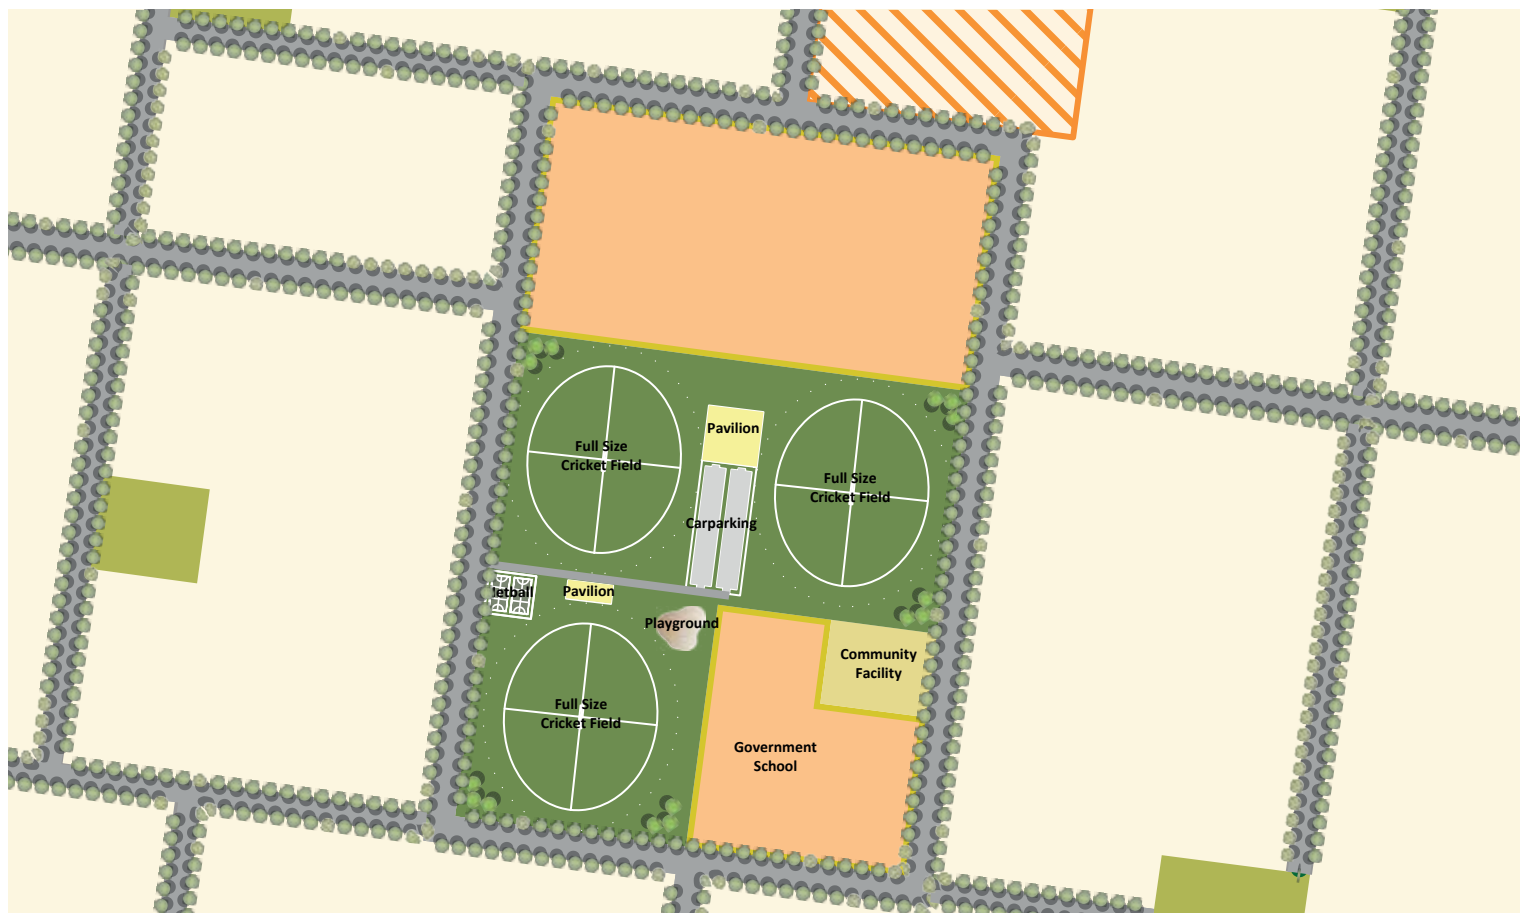 Pavilion
Full Size
Cricket Field
Full Size
Cricket Field
Carparking
Pavilion
Playground
Community
Facility
Full Size
Cricket Field
Government
School